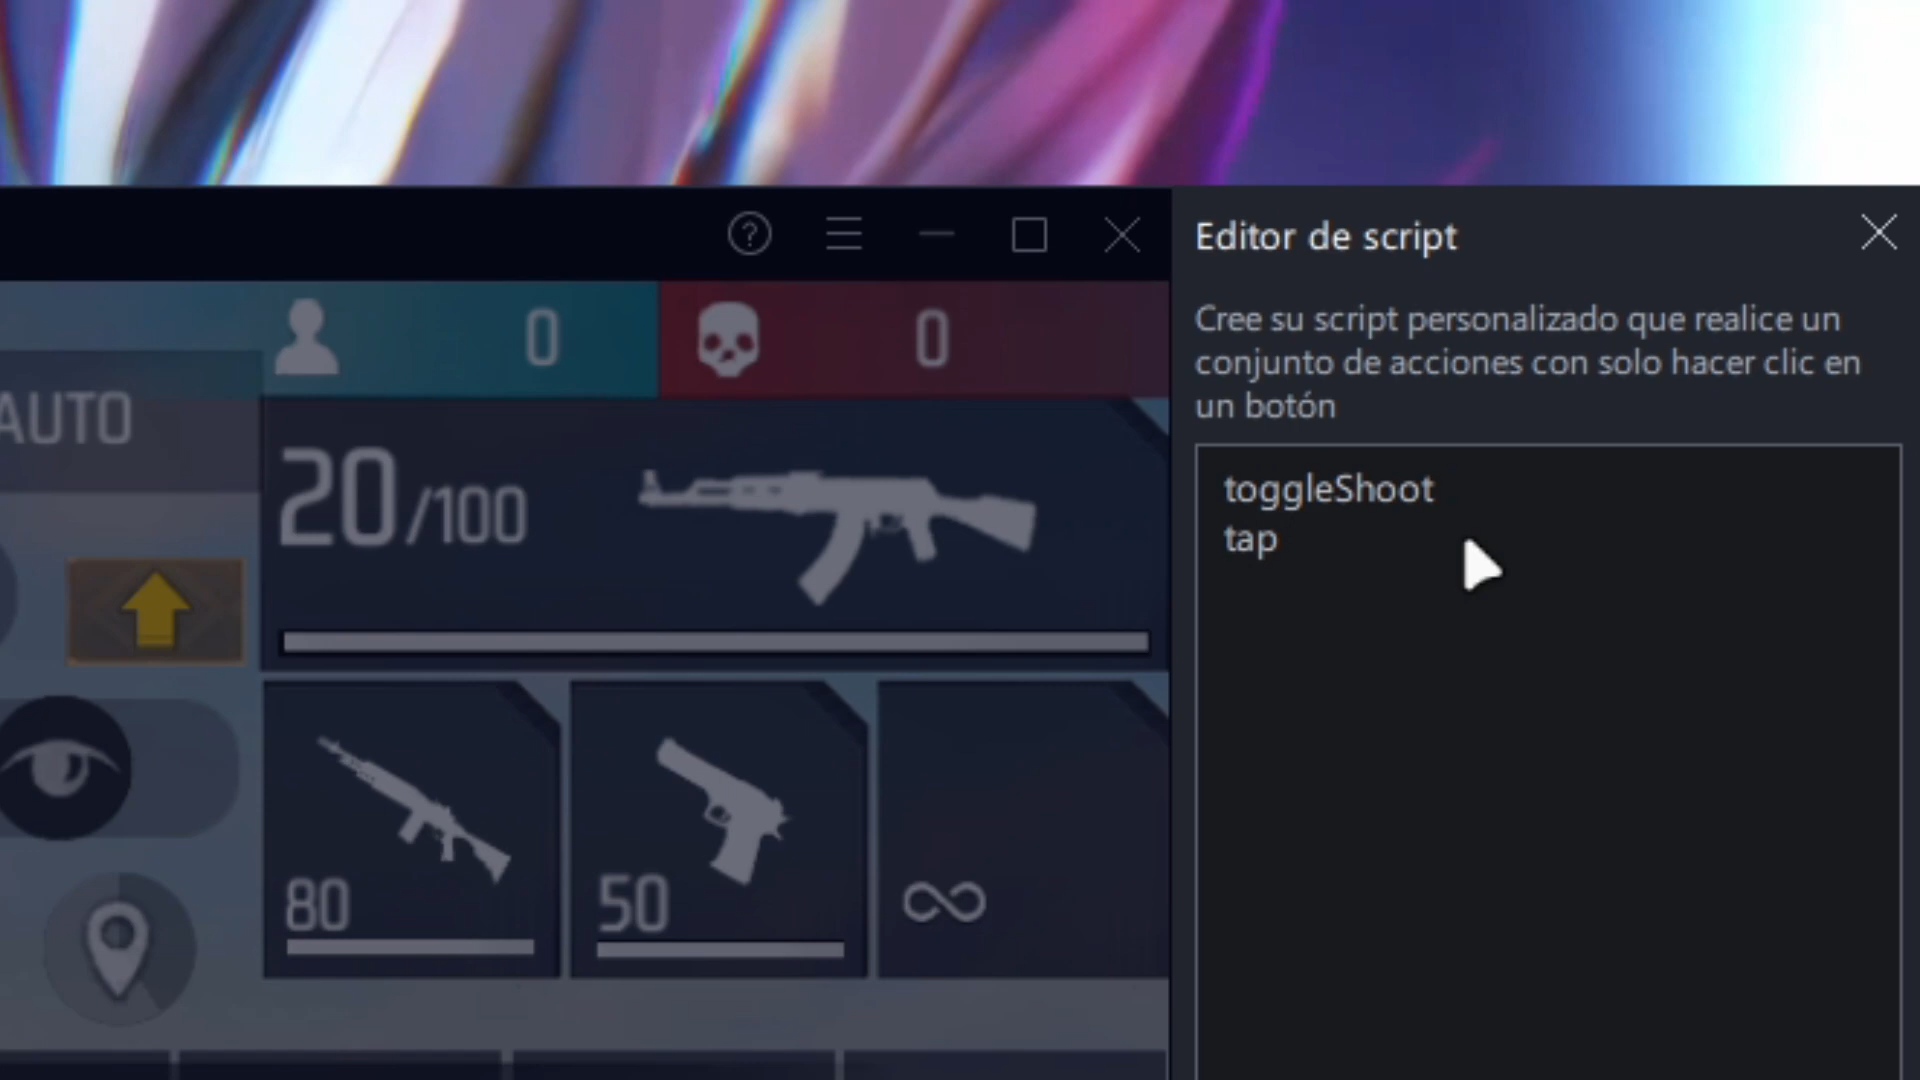 Editor de script
Cree su script personalizado que realice un
conjunto de acciones con solo hacer clic en
un botón
toggleShoot
tap
0
0
AUTO
20/100
80
50
∞